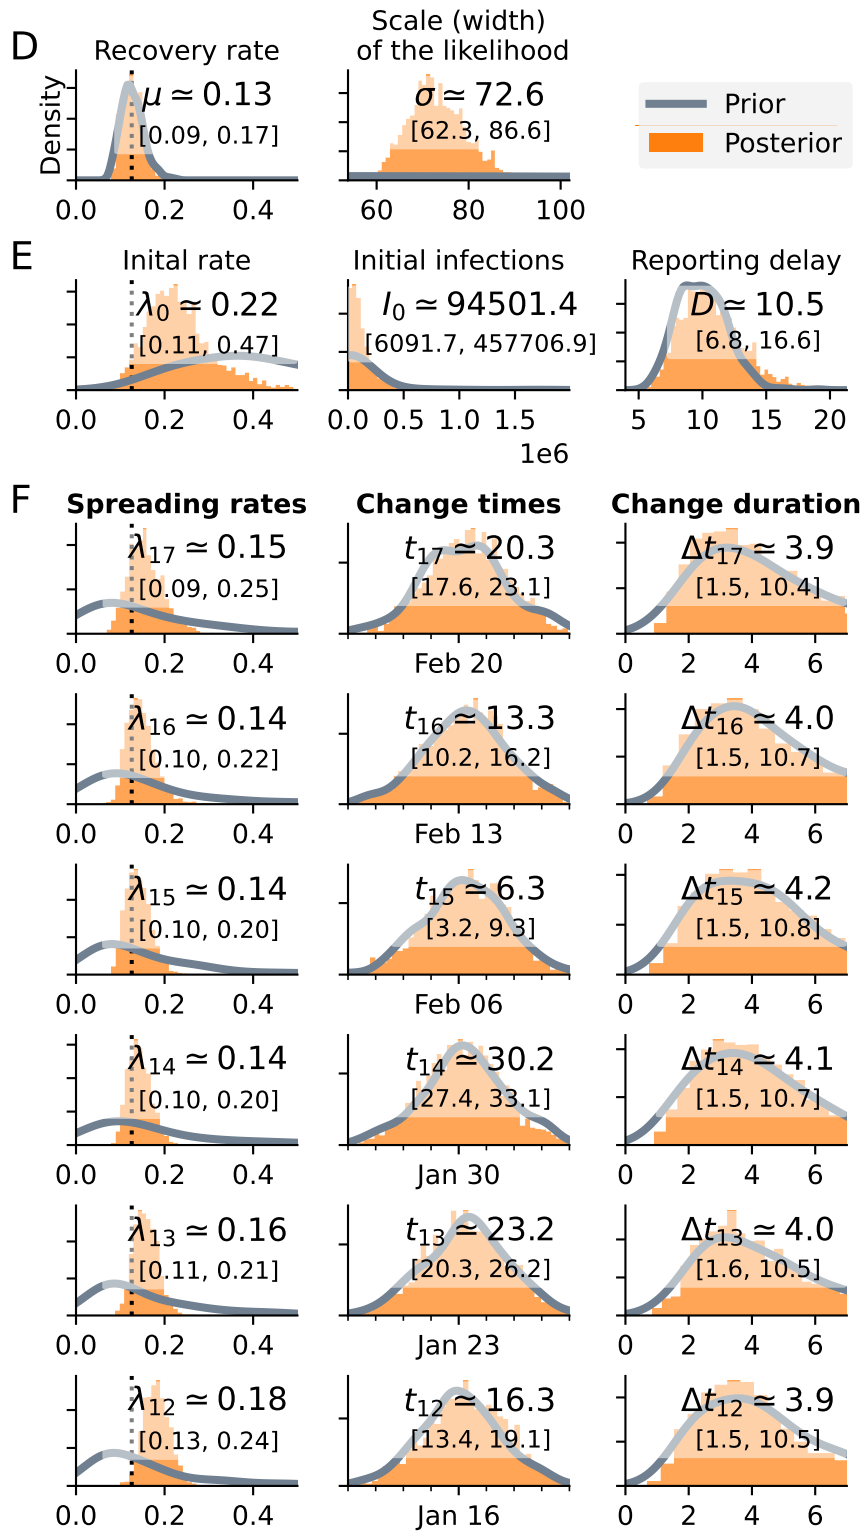 D
Recovery rate
Scale (width)
of the likelihood
Density
μ ≃ 0.13
[0.09, 0.17]
0.0 0.2 0.4
σ ≃ 72.6
[62.3, 86.6]
60 80 100
Prior
Posterior
E
Inital rate
Initial infections
Reporting delay
λ0 ≃ 0.22
[0.11, 0.47]
0.0 0.2 0.4
I0 ≃ 94501.4
[6091.7, 457706.9]
0.0 0.5 1.0 1.5
1e6
D ≃ 10.5
[6.8, 16.6]
5 10 15 20
F
Spreading rates
Change times
Change duration
λ17 ≃ 0.15
[0.09, 0.25]
0.0 0.2 0.4
t17 ≃ 20.3
[17.6, 23.1]
Feb 20
Δt17 ≃ 3.9
[1.5, 10.4]
0 2 4 6
λ16 ≃ 0.14
[0.10, 0.22]
0.0 0.2 0.4
t16 ≃ 13.3
[10.2, 16.2]
Feb 13
Δt16 ≃ 4.0
[1.5, 10.7]
0 2 4 6
λ15 ≃ 0.14
[0.10, 0.20]
0.0 0.2 0.4
t15 ≃ 6.3
[3.2, 9.3]
Feb 06
Δt15 ≃ 4.2
[1.5, 10.8]
0 2 4 6
λ14 ≃ 0.14
[0.10, 0.20]
0.0 0.2 0.4
t14 ≃ 30.2
[27.4, 33.1]
Jan 30
Δt14 ≃ 4.1
[1.5, 10.7]
0 2 4 6
λ13 ≃ 0.16
[0.11, 0.21]
0.0 0.2 0.4
t13 ≃ 23.2
[20.3, 26.2]
Jan 23
Δt13 ≃ 4.0
[1.6, 10.5]
0 2 4 6
λ12 ≃ 0.18
[0.13, 0.24]
0.0 0.2 0.4
t12 ≃ 16.3
[13.4, 19.1]
Jan 16
Δt12 ≃ 3.9
[1.5, 10.5]
0 2 4 6